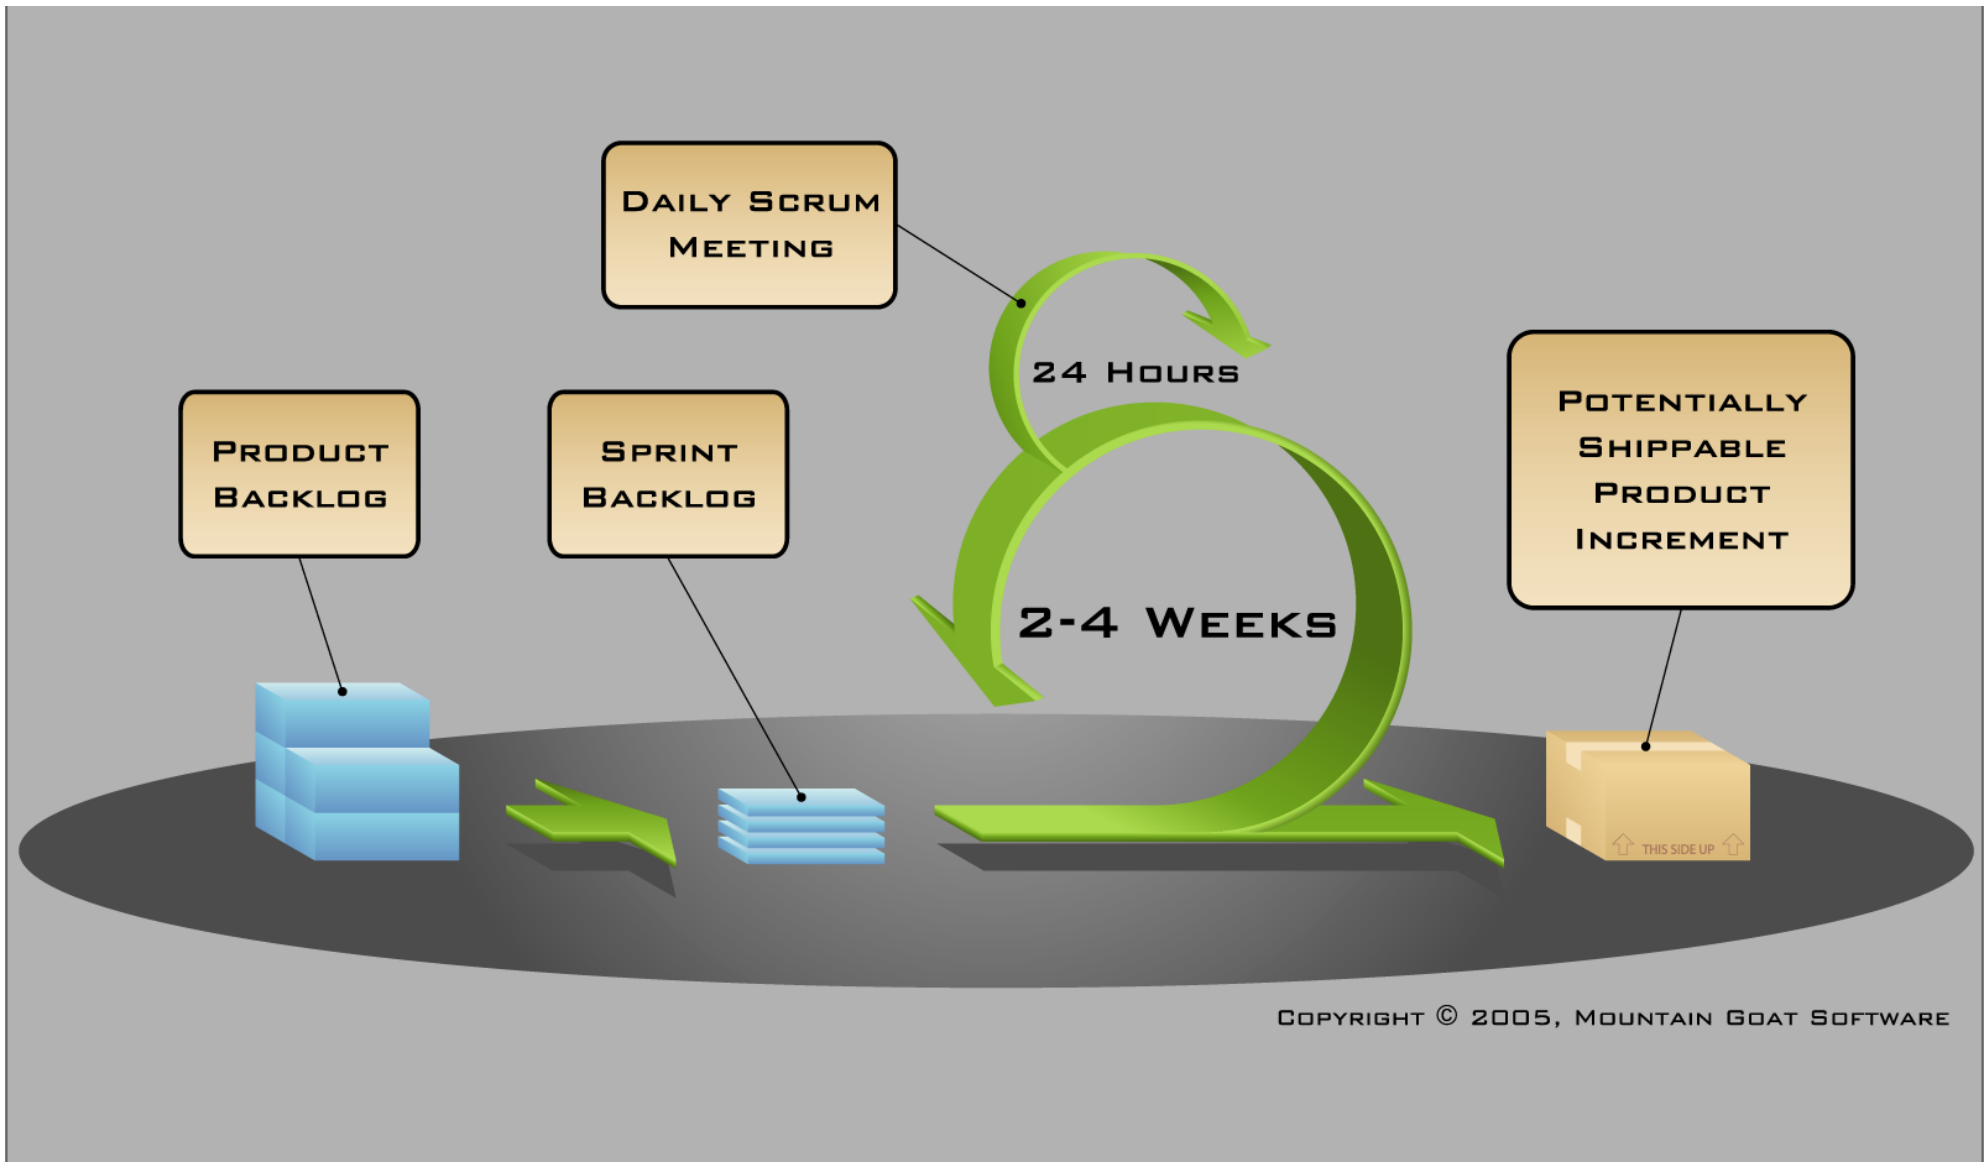 Daily Scrum
Meeting
24 Hours
Product
Backlog
Sprint
Backlog
2-4 Weeks
Potentially
Shippable
Product
Increment
THIS SIDE UP
Copyright © 2005, Mountain Goat Software